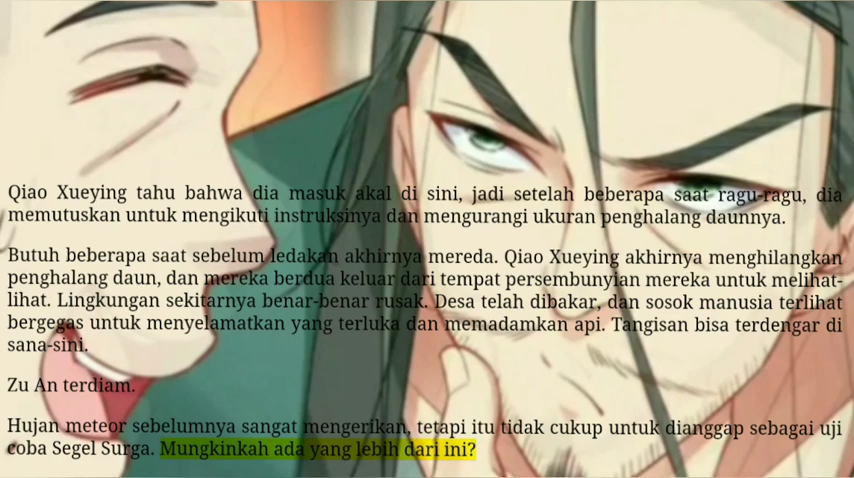 Qiao Xueying tahu bahwa dia masuk akal di sini, jadi setelah beberapa saat ragu-ragu, dia
memutuskan untuk mengikuti instruksinya dan mengurangi ukuran penghalang daunnya.
Butuh beberapa saat sebelum ledakan akhirnya mereda. Qiao Xueying akhirnya menghilangkan
penghalang daun, dan mereka berdua keluar dari tempat persembunyian mereka untuk melihat-
lihat. Lingkungan sekitarnya benar-benar rusak. Desa telah dibakar, dan sosok manusia terlihat
bergegas untuk menyelamatkan yang terluka dan memadamkan api. Tangisan bisa terdengar di
sana-sini.
Zu An terdiam.
Hujan meteor sebelumnya sangat mengerikan, tetapi itu tidak cukup untuk dianggap sebagai uji
coba Segel Surga. Mungkinkah ada yang lebih dari ini?